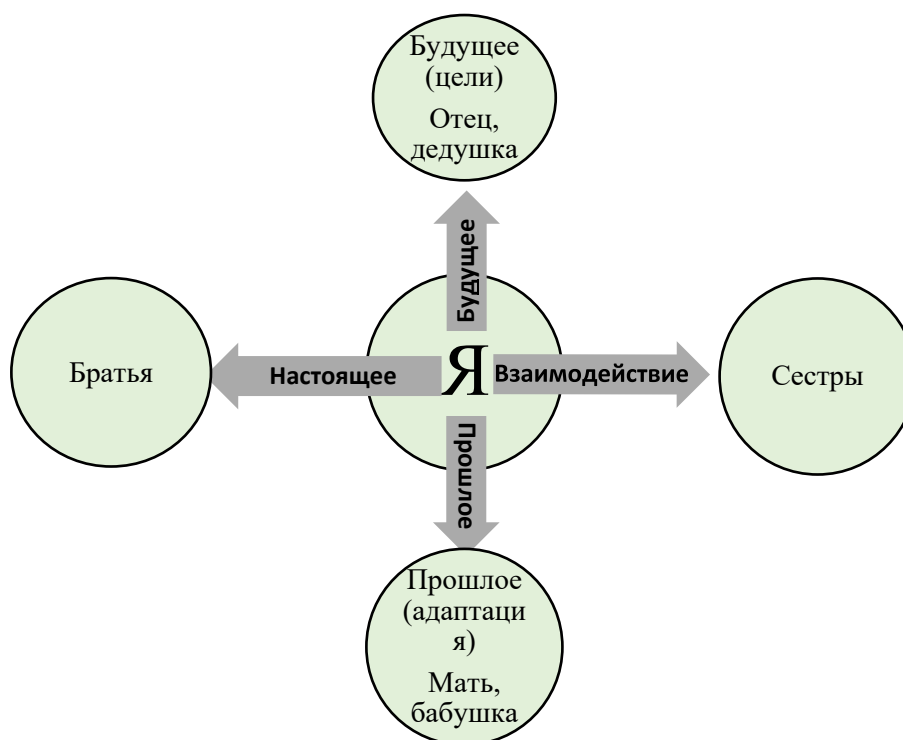 Будущее
(цели)
Отец,
дедушка
Будущее
Братья
Настоящее
Я
Взаимодействие
Сестры
Прошлое
Прошлое
(адаптаци
я)
Мать,
бабушка